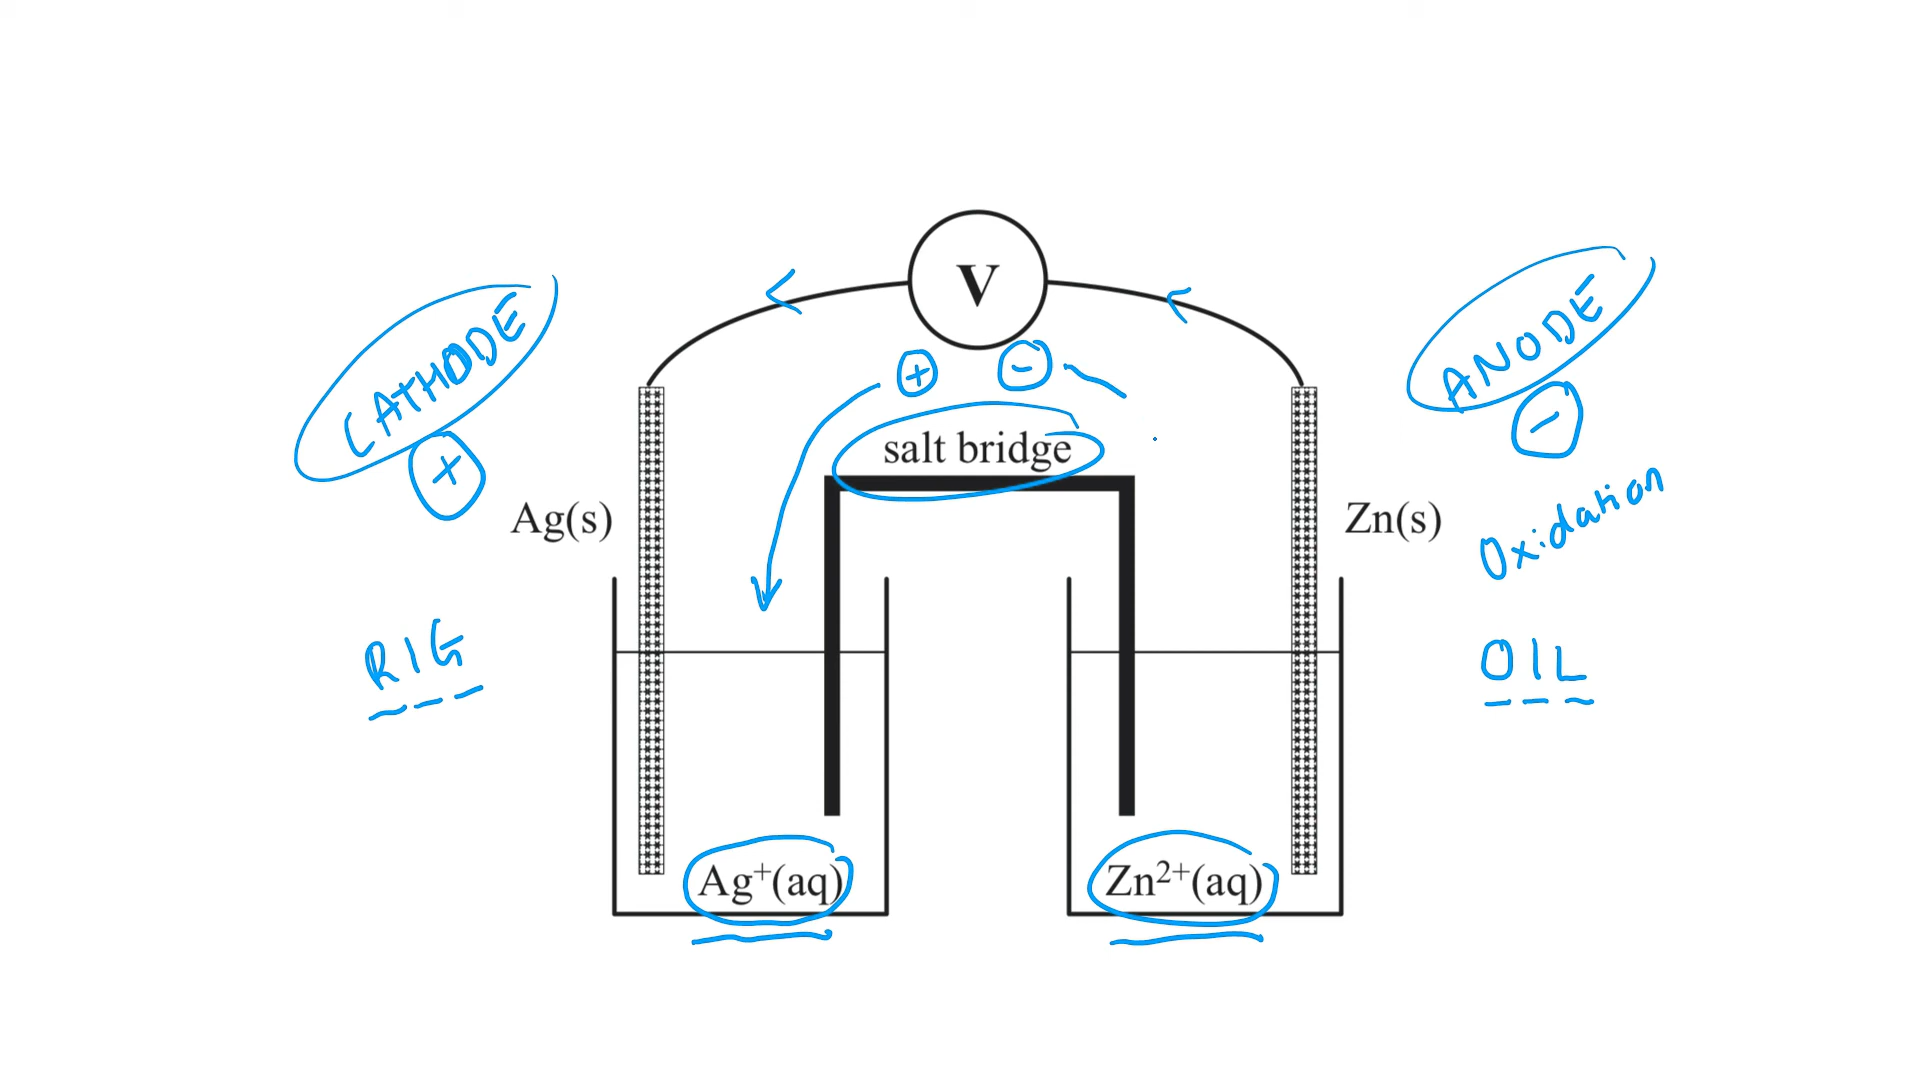 V
CATHODE
ANODE
+
-
-
+
salt bridge
Ag(s)
Zn(s)
Oxidation
RIG
OIL
Ag⁺(aq)
Zn²⁺(aq)